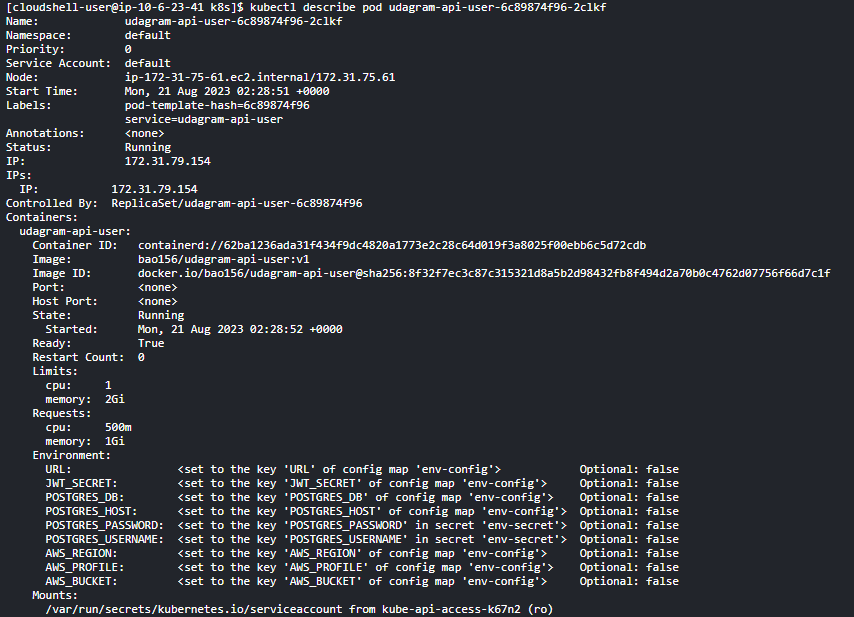 [cloudshell-user@ip-10-6-23-41 k8s]$ kubectl describe pod udagram-api-user-6c89874f96-2clkf
Name:             udagram-api-user-6c89874f96-2clkf
Namespace:        default
Priority:         0
Service Account:  default
Node:             ip-172-31-75-61.ec2.internal/172.31.75.61
Start Time:       Mon, 21 Aug 2023 02:28:51 +0000
Labels:           pod-template-hash=6c89874f96
                  service=udagram-api-user
Annotations:      <none>
Status:           Running
IP:               172.31.79.154
IPs:
  IP:           172.31.79.154
Controlled By:  ReplicaSet/udagram-api-user-6c89874f96
Containers:
  udagram-api-user:
    Container ID:   containerd://62ba1236ada31f434f9dc4820a1773e2c28c64d019f3a8025f00ebb6c5d72cdb
    Image:          bao156/udagram-api-user:v1
    Image ID:       docker.io/bao156/udagram-api-user@sha256:8f32f7ec3c87c315321d8a5b2d98432fb8f494d2a70b0c4762d07756f66d7c1f
    Port:           <none>
    Host Port:      <none>
    State:          Running
      Started:      Mon, 21 Aug 2023 02:28:52 +0000
    Ready:          True
    Restart Count:  0
    Limits:
      cpu:     1
      memory:  2Gi
    Requests:
      cpu:     500m
      memory:  1Gi
    Environment:
      URL:                <set to the key 'URL' of config map 'env-config'>            Optional: false
      JWT_SECRET:         <set to the key 'JWT_SECRET' of config map 'env-config'>     Optional: false
      POSTGRES_DB:        <set to the key 'POSTGRES_DB' of config map 'env-config'>    Optional: false
      POSTGRES_HOST:      <set to the key 'POSTGRES_HOST' of config map 'env-config'>  Optional: false
      POSTGRES_PASSWORD:  <set to the key 'POSTGRES_PASSWORD' in secret 'env-secret'>  Optional: false
      POSTGRES_USERNAME:  <set to the key 'POSTGRES_USERNAME' in secret 'env-secret'>  Optional: false
      AWS_REGION:         <set to the key 'AWS_REGION' of config map 'env-config'>     Optional: false
      AWS_PROFILE:        <set to the key 'AWS_PROFILE' of config map 'env-config'>    Optional: false
      AWS_BUCKET:         <set to the key 'AWS_BUCKET' of config map 'env-config'>     Optional: false
    Mounts:
      /var/run/secrets/kubernetes.io/serviceaccount from kube-api-access-k67n2 (ro)